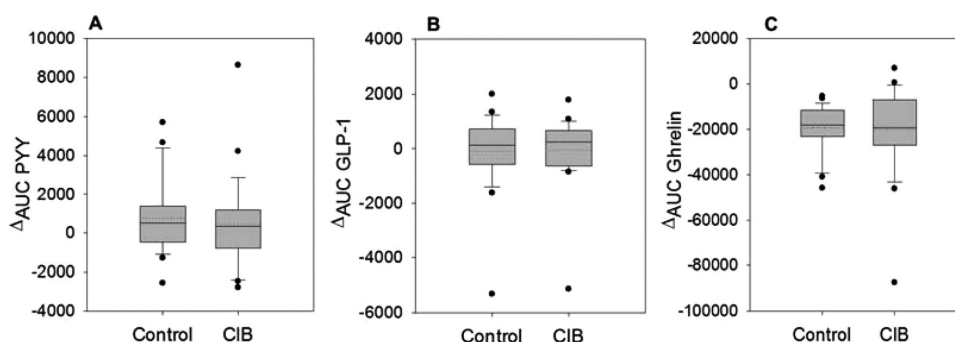 A
ΔAUC PYY
10000
8000
6000
4000
2000
0
-2000
-4000
Control CIB
B
ΔAUC GLP-1
4000
2000
0
-2000
-4000
-6000
Control CIB
C
ΔAUC Ghrelin
20000
0
-20000
-40000
-60000
-80000
-100000
Control CIB